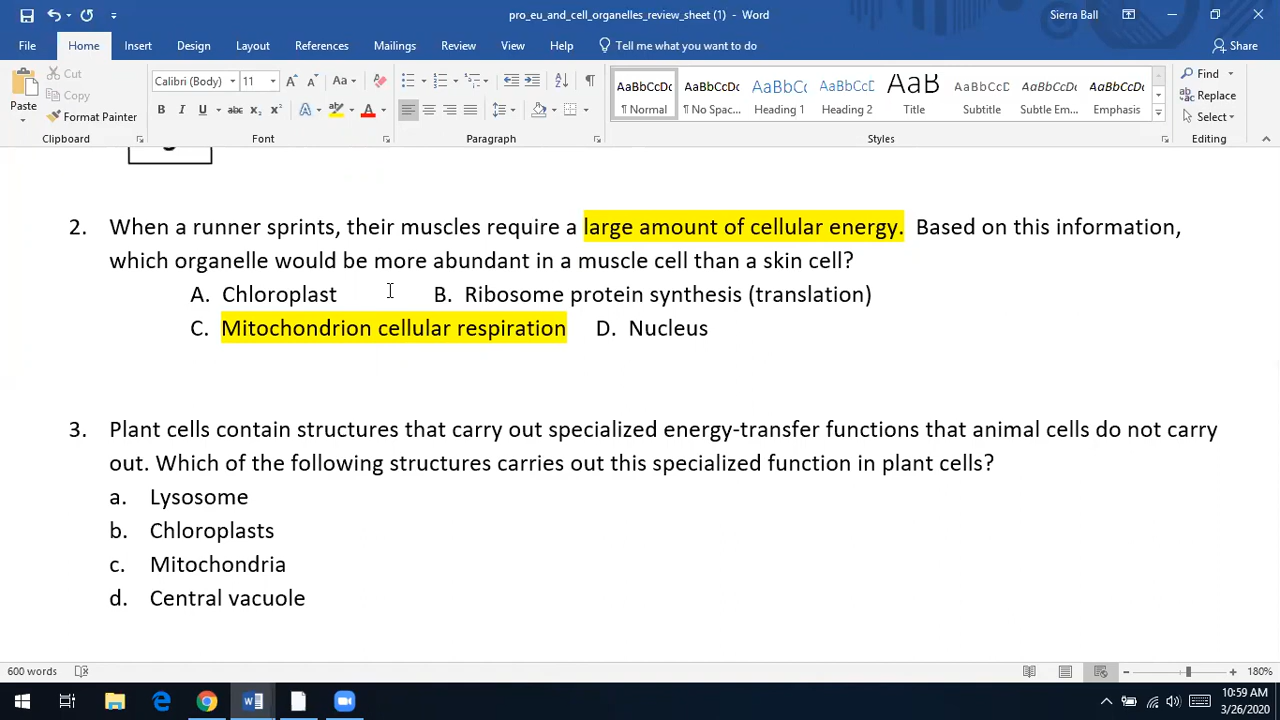 pro_eu_and_cell_organelles_review_sheet (1) - Word
Sierra Ball
File Home Insert Design Layout References Mailings Review View Help Tell me what you want to do Share
Paste
Cut
Copy
Format Painter
Clipboard
Calibri (Body) 11
Font
Paragraph
AaBbCcDc AaBbCcDc AaBbCc AaBbCcD AaB AaBbCcD AaBbCcDc AaBbCcDc
¶ Normal ¶ No Spac... Heading 1 Heading 2 Title Subtitle Subtle Em... Emphasis
Styles
Find
Replace
Select
Editing
2. When a runner sprints, their muscles require a large amount of cellular energy. Based on this information,
which organelle would be more abundant in a muscle cell than a skin cell?
A. Chloroplast B. Ribosome protein synthesis (translation)
C. Mitochondrion cellular respiration D. Nucleus
3. Plant cells contain structures that carry out specialized energy-transfer functions that animal cells do not carry
out. Which of the following structures carries out this specialized function in plant cells?
a. Lysosome
b. Chloroplasts
c. Mitochondria
d. Central vacuole
600 words
180%
10:59 AM
3/26/2020